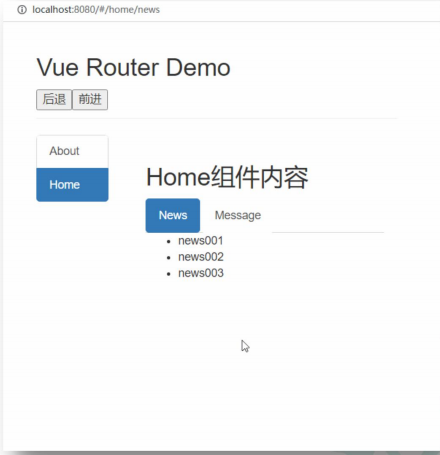 localhost:8080/#/home/news
Vue Router Demo
后退 前进
About
Home
Home组件内容
News Message
news001
news002
news003